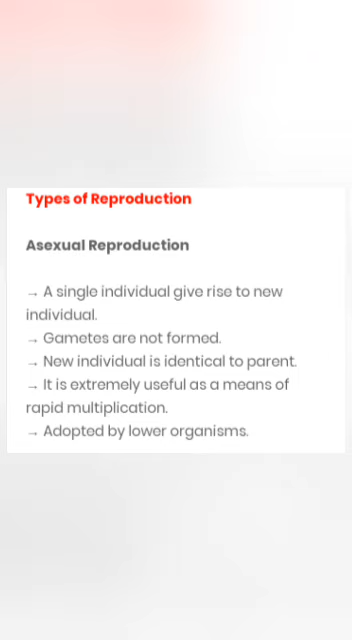 Types of Reproduction
Asexual Reproduction
→ A single individual give rise to new
individual.
→ Gametes are not formed.
→ New individual is identical to parent.
→ It is extremely useful as a means of
rapid multiplication.
→ Adopted by lower organisms.